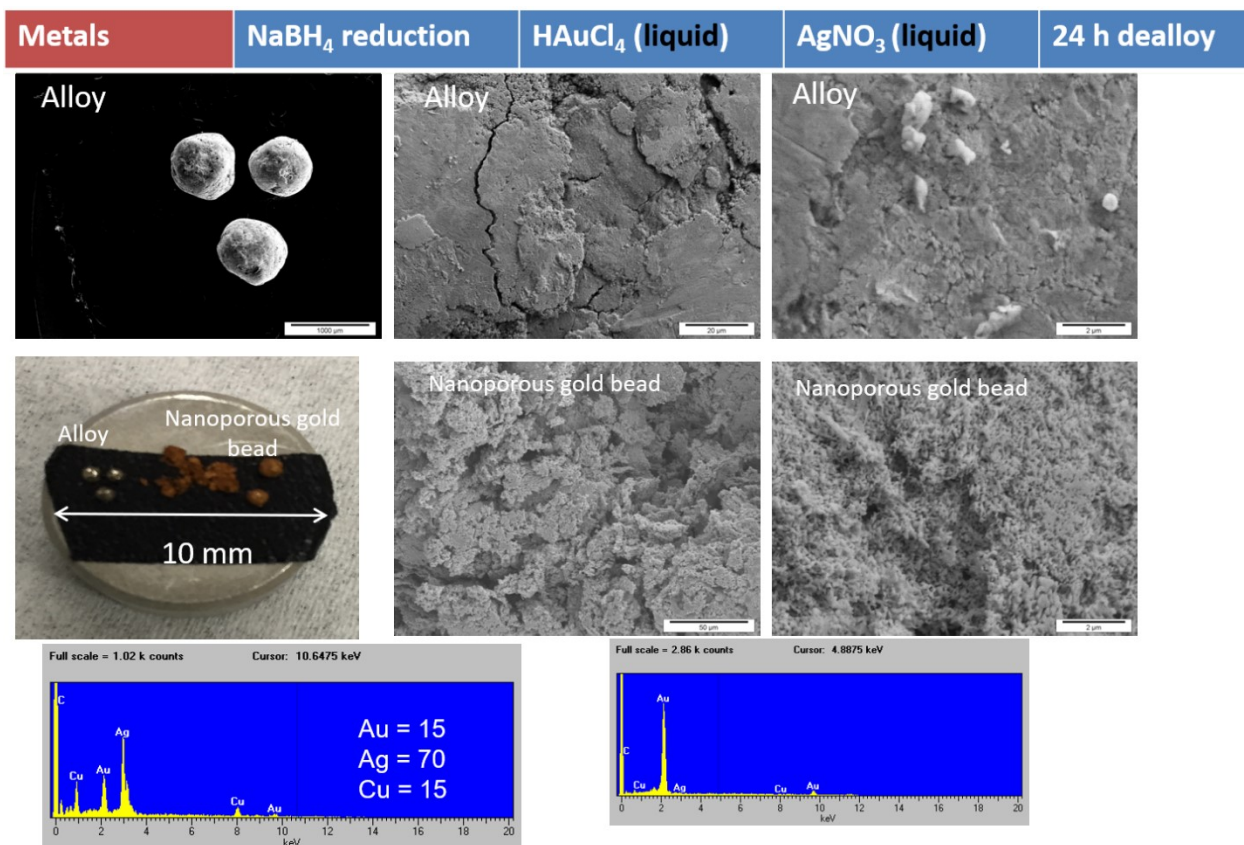 Metals
NaBH₄ reduction
HAuCl₄ (liquid)
AgNO₃ (liquid)
24 h dealloy
Alloy
1000 µm
Alloy
20 µm
Alloy
2 µm
Alloy
Nanoporous gold
bead
10 mm
Nanoporous gold bead
50 µm
Nanoporous gold bead
2 µm
Full scale = 1.02 k counts
Cursor: 10.6475 keV
C
Cu
Au
Ag
Cu
Au
Au = 15
Ag = 70
Cu = 15
0 2 4 6 8 10 12 14 16 18 20
keV
Full scale = 2.86 k counts
Cursor: 4.8875 keV
C
Cu
Au
Ag
Cu
Au
0 2 4 6 8 10 12 14 16 18 20
keV